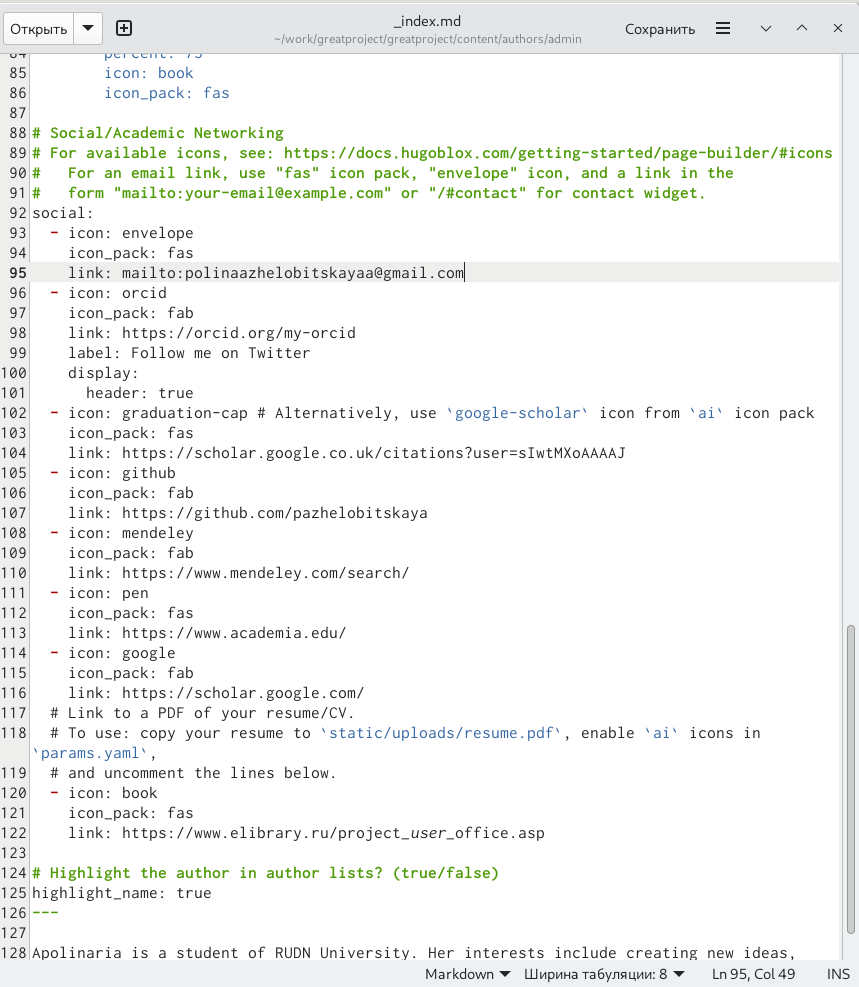 Открыть
_index.md
~/work/greatproject/greatproject/content/authors/admin
Сохранить
84         percent: 75
85         icon: book
86         icon_pack: fas
87
88 # Social/Academic Networking
89 # For available icons, see: https://docs.hugoblox.com/getting-started/page-builder/#icons
90 #   For an email link, use "fas" icon pack, "envelope" icon, and a link in the
91 #   form "mailto:your-email@example.com" or "/#contact" for contact widget.
92 social:
93   - icon: envelope
94     icon_pack: fas
95     link: mailto:polinaazhelobitskayaa@gmail.com
96   - icon: orcid
97     icon_pack: fab
98     link: https://orcid.org/my-orcid
99     label: Follow me on Twitter
100     display:
101       header: true
102   - icon: graduation-cap # Alternatively, use `google-scholar` icon from `ai` icon pack
103     icon_pack: fas
104     link: https://scholar.google.co.uk/citations?user=sIwtMXoAAAAJ
105   - icon: github
106     icon_pack: fab
107     link: https://github.com/pazhelobitskaya
108   - icon: mendeley
109     icon_pack: fab
110     link: https://www.mendeley.com/search/
111   - icon: pen
112     icon_pack: fas
113     link: https://www.academia.edu/
114   - icon: google
115     icon_pack: fab
116     link: https://scholar.google.com/
117   # Link to a PDF of your resume/CV.
118   # To use: copy your resume to `static/uploads/resume.pdf`, enable `ai` icons in
`params.yaml`,
119   # and uncomment the lines below.
120   - icon: book
121     icon_pack: fas
122     link: https://www.elibrary.ru/project_user_office.asp
123
124 # Highlight the author in author lists? (true/false)
125 highlight_name: true
126 ---
127
128 Apolinaria is a student of RUDN University. Her interests include creating new ideas,
Markdown
Ширина табуляции: 8
Ln 95, Col 49
INS